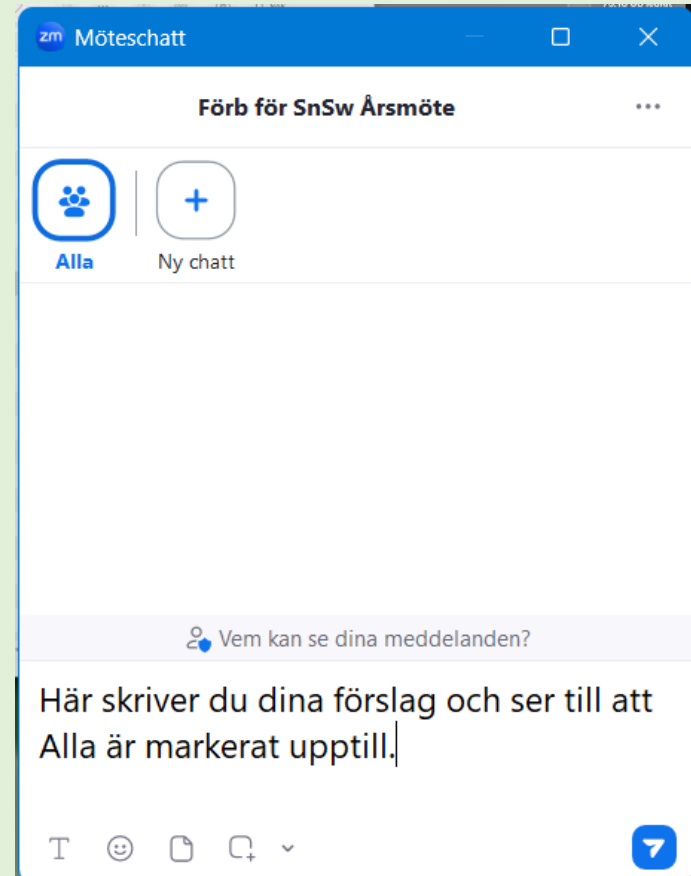 zm Möteschatt
Förb för SnSw Årsmöte
Alla
Ny chatt
Vem kan se dina meddelanden?
Här skriver du dina förslag och ser till att
Alla är markerat upptill.